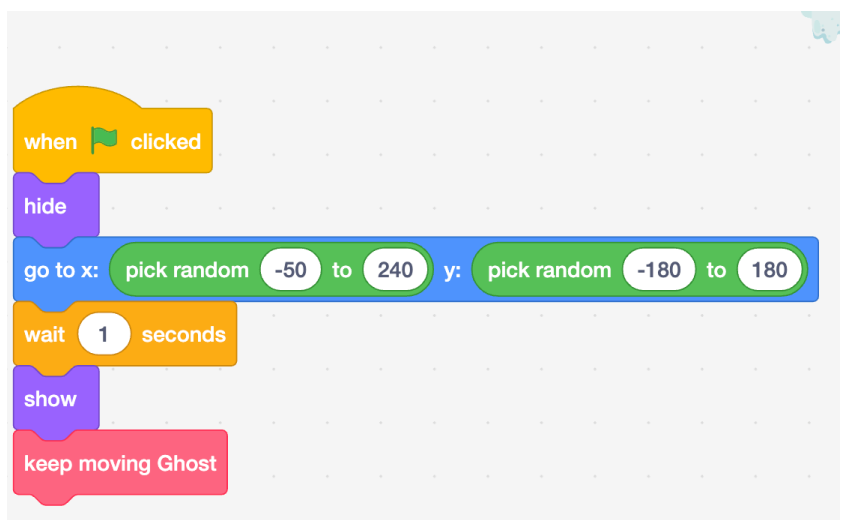 when clicked
hide
go to x: pick random -50 to 240 y: pick random -180 to 180
wait 1 seconds
show
keep moving Ghost